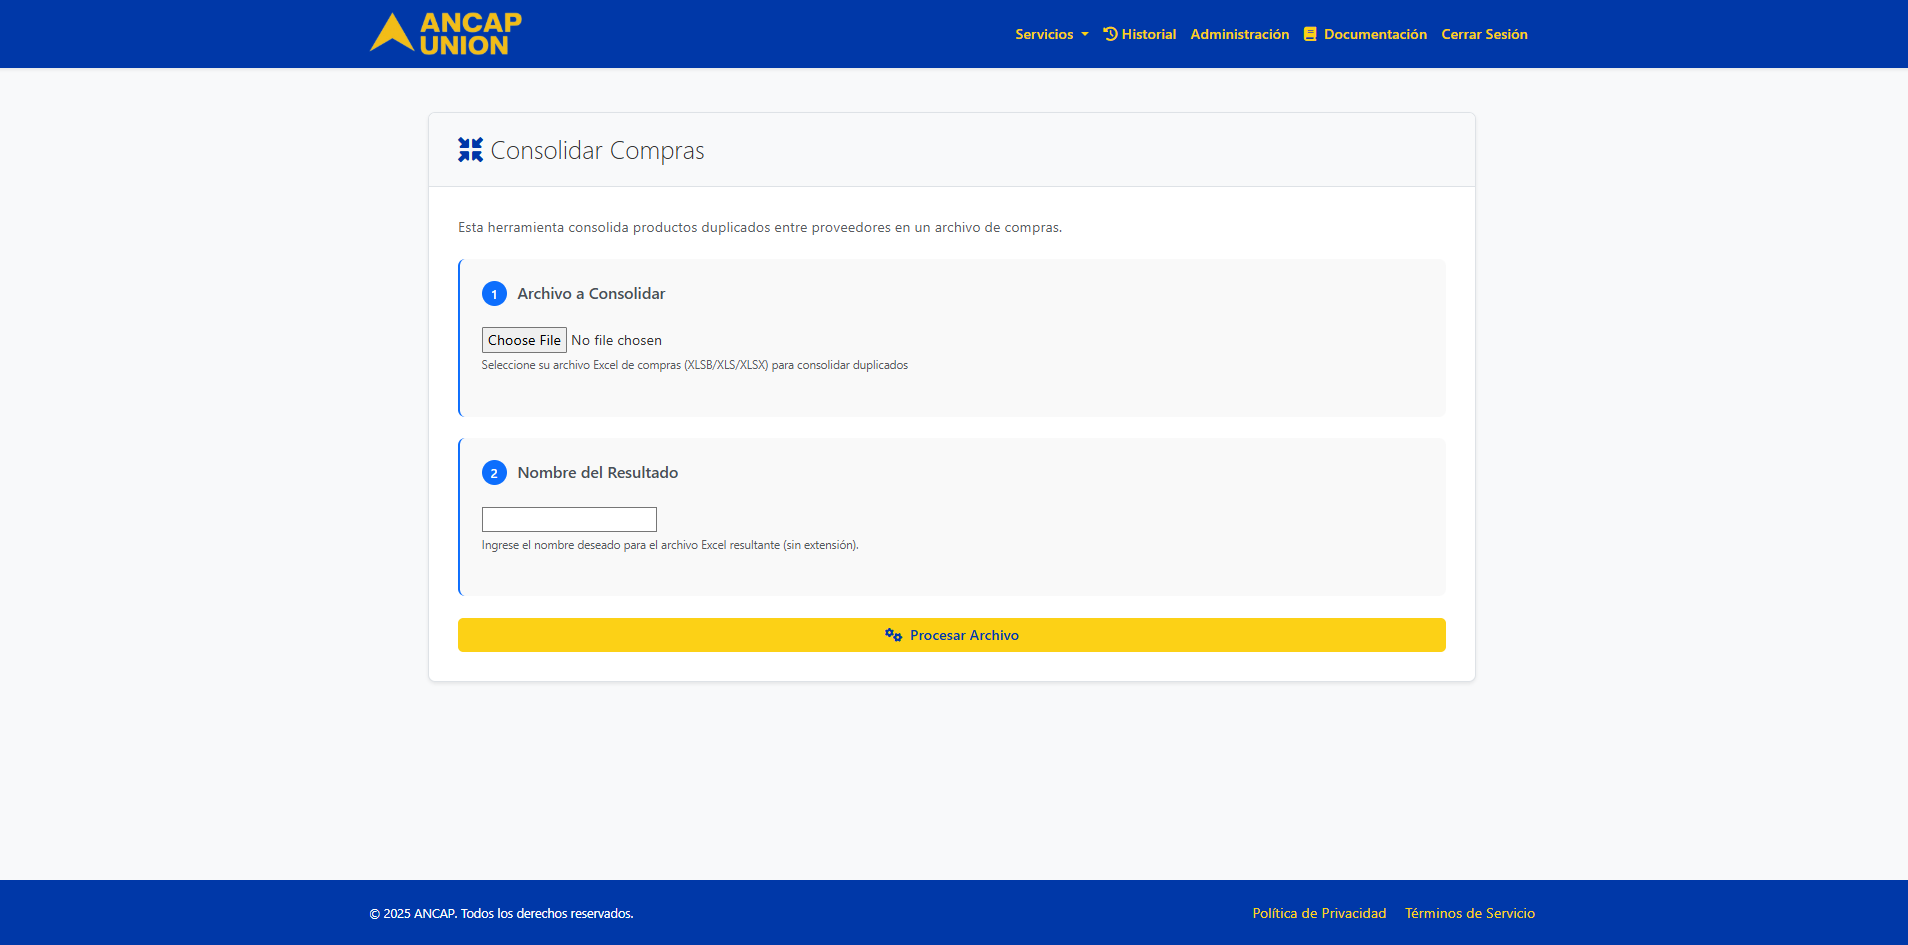 ANCAP
UNION
Servicios Historial Administración Documentación Cerrar Sesión
Consolidar Compras
Esta herramienta consolida productos duplicados entre proveedores en un archivo de compras.
1 Archivo a Consolidar
Choose File No file chosen
Seleccione su archivo Excel de compras (XLSB/XLS/XLSX) para consolidar duplicados
2 Nombre del Resultado
Ingrese el nombre deseado para el archivo Excel resultante (sin extensión).
Procesar Archivo
© 2025 ANCAP. Todos los derechos reservados. Política de Privacidad Términos de Servicio